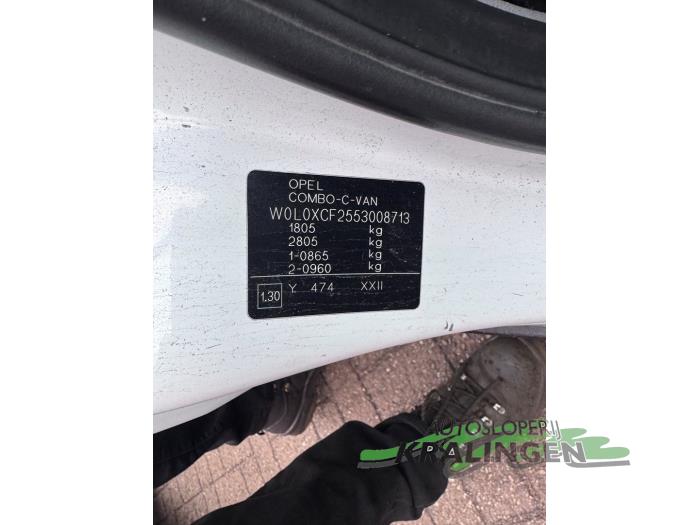 OPEL
COMBO-C-VAN
W0L0XCF2553008713
1805 kg
2805 kg
1-0865 kg
2-0960 kg
1.30 Y 474 XXII
AUTOSLOPERIJ
KRALINGEN